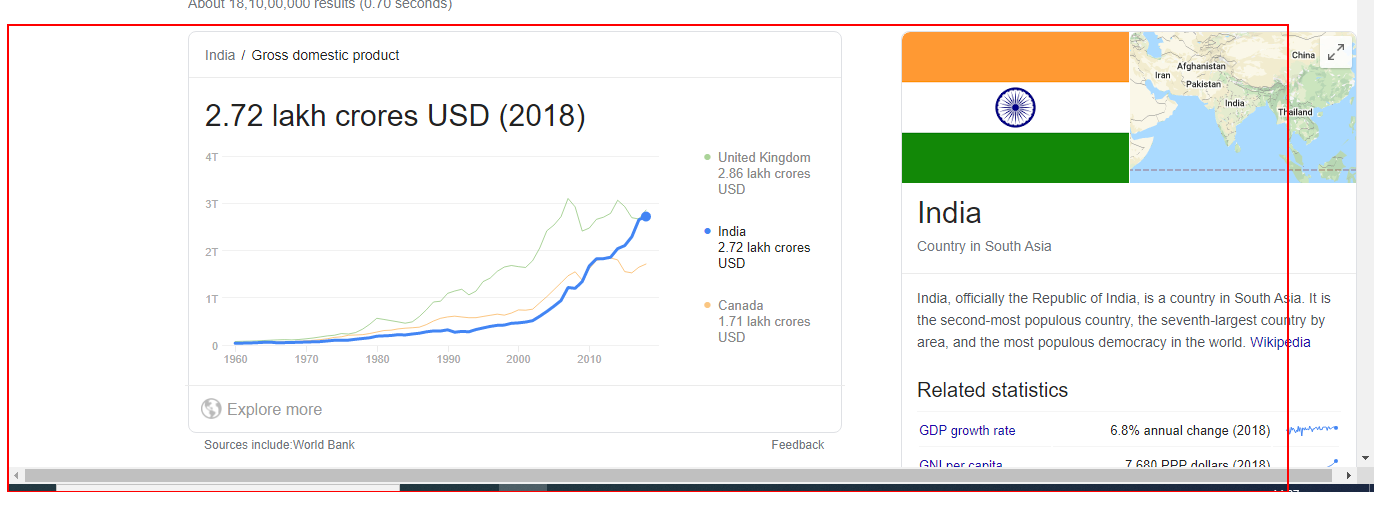 About 18,10,00,000 results (0.70 seconds)
India / Gross domestic product
2.72 lakh crores USD (2018)
4T
3T
2T
1T
0
1960 1970 1980 1990 2000 2010
United Kingdom
2.86 lakh crores
USD
India
2.72 lakh crores
USD
Canada
1.71 lakh crores
USD
Explore more
Sources include:World Bank
Feedback
China
Afghanistan
Iran
Pakistan
India
Thailand
India
Country in South Asia
India, officially the Republic of India, is a country in South Asia. It is
the second-most populous country, the seventh-largest country by
area, and the most populous democracy in the world. Wikipedia
Related statistics
GDP growth rate 6.8% annual change (2018)
GNI per capita 7,680 PPP dollars (2018)